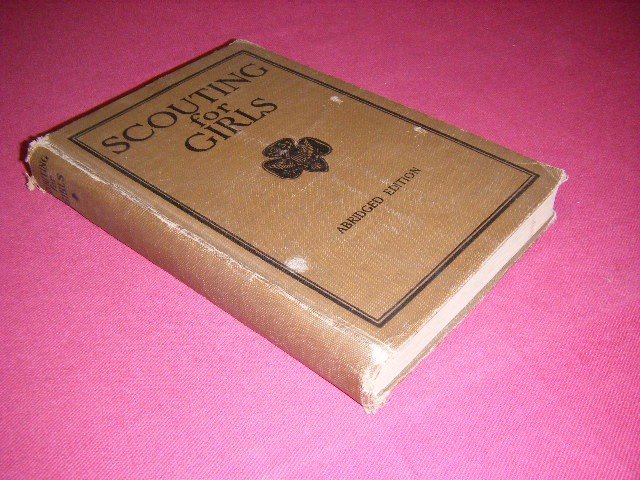 SCOUTING
for
GIRLS
ABRIDGED EDITION